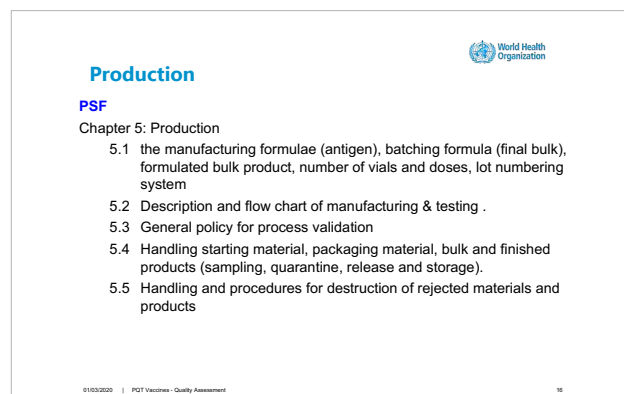 World Health
Organization
Production
PSF
Chapter 5: Production
5.1 the manufacturing formulae (antigen), batching formula (final bulk),
formulated bulk product, number of vials and doses, lot numbering
system
5.2 Description and flow chart of manufacturing & testing .
5.3 General policy for process validation
5.4 Handling starting material, packaging material, bulk and finished
products (sampling, quarantine, release and storage).
5.5 Handling and procedures for destruction of rejected materials and
products
01/03/2020 | PQT Vaccines - Quality Assessment 16